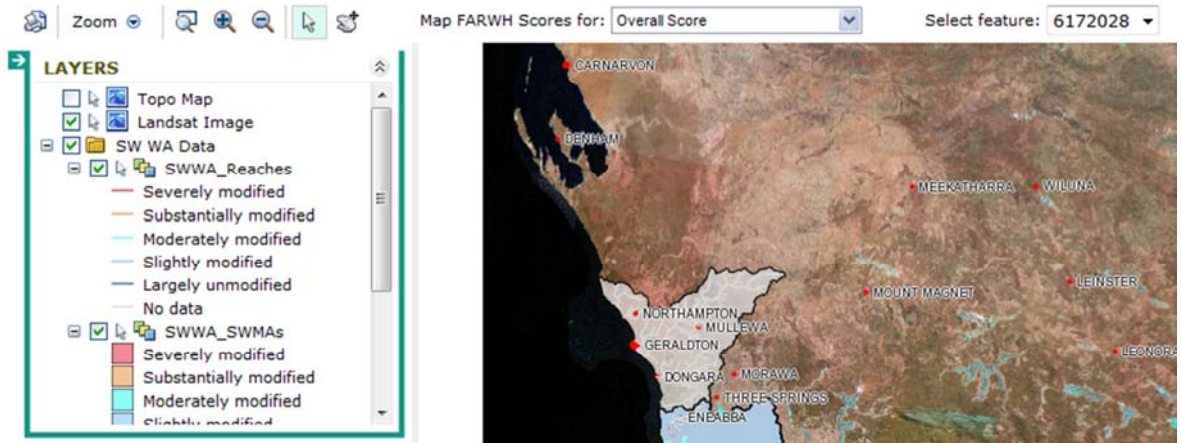 Zoom
Map FARWH Scores for: Overall Score
Select feature: 6172028
LAYERS
Topo Map
Landsat Image
SW WA Data
SWWA_Reaches
Severely modified
Substantially modified
Moderately modified
Slightly modified
Largely unmodified
No data
SWWA_SWMAs
Severely modified
Substantially modified
Moderately modified
Slightly modified
CARNARVON
DENHAM
MEEKATHARRA
WILUNA
MOUNT MAGNET
LEINSTER
NORTHAMPTON
MULLEWA
GERALDTON
LEONORA
DONGARA
MORAWA
THREE SPRINGS
ENEABBA